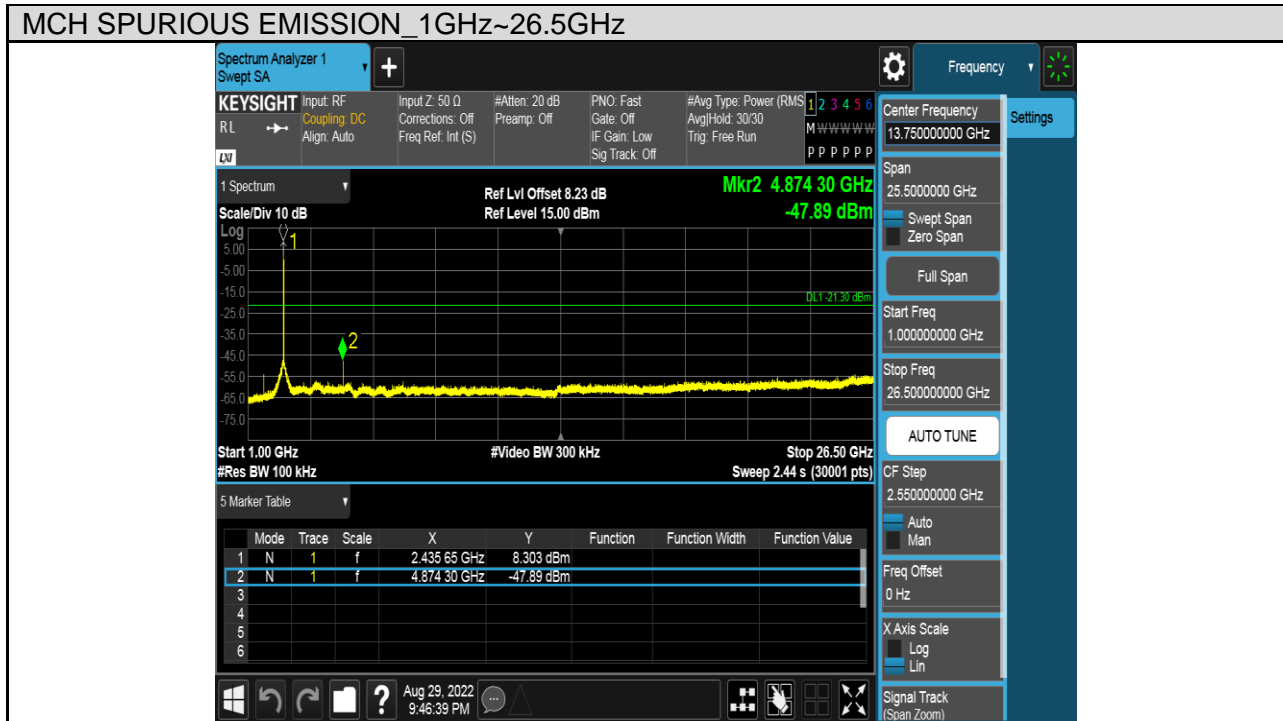 MCH SPURIOUS EMISSION_1GHz~26.5GHz
Spectrum Analyzer 1
Swept SA
+
Frequency
KEYSIGHT Input: RF Input Z: 50 Ω #Atten: 20 dB PNO: Fast #Avg Type: Power (RMS 1 2 3 4 5 6
RL Coupling: DC Corrections: Off Preamp: Off Gate: Off Avg|Hold: 30/30 M W W W W W
Align: Auto Freq Ref: Int (S) IF Gain: Low Trig: Free Run
LXI Sig Track: Off P P P P P P
Center Frequency
13.750000000 GHz
Settings
1 Spectrum
Ref Lvl Offset 8.23 dB
Mkr2 4.874 30 GHz
Scale/Div 10 dB
Ref Level 15.00 dBm
-47.89 dBm
Log
1
5.00
-5.00
-15.0
DL1 -21.30 dBm
-25.0
-35.0
2
-45.0
-55.0
-65.0
-75.0
Start 1.00 GHz #Video BW 300 kHz Stop 26.50 GHz
#Res BW 100 kHz Sweep 2.44 s (30001 pts)
Span
25.5000000 GHz
Swept Span
Zero Span
Full Span
Start Freq
1.000000000 GHz
Stop Freq
26.500000000 GHz
AUTO TUNE
CF Step
2.550000000 GHz
Auto
Man
Freq Offset
0 Hz
X Axis Scale
Log
Lin
Signal Track
(Span Zoom)
5 Marker Table
Mode Trace Scale X Y Function Function Width Function Value
1 N 1 f 2.435 65 GHz 8.303 dBm
2 N 1 f 4.874 30 GHz -47.89 dBm
3
4
5
6
? Aug 29, 2022
9:46:39 PM